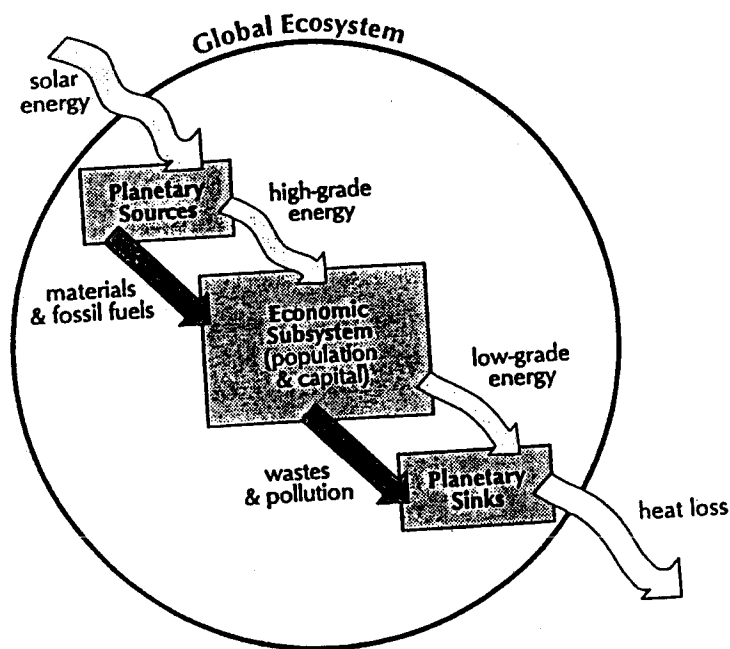 Global Ecosystem
solar
energy
Planetary
Sources
high-grade
energy
materials
& fossil fuels
Economic
Subsystem
(population
& capital)
low-grade
energy
wastes
& pollution
Planetary
Sinks
heat loss